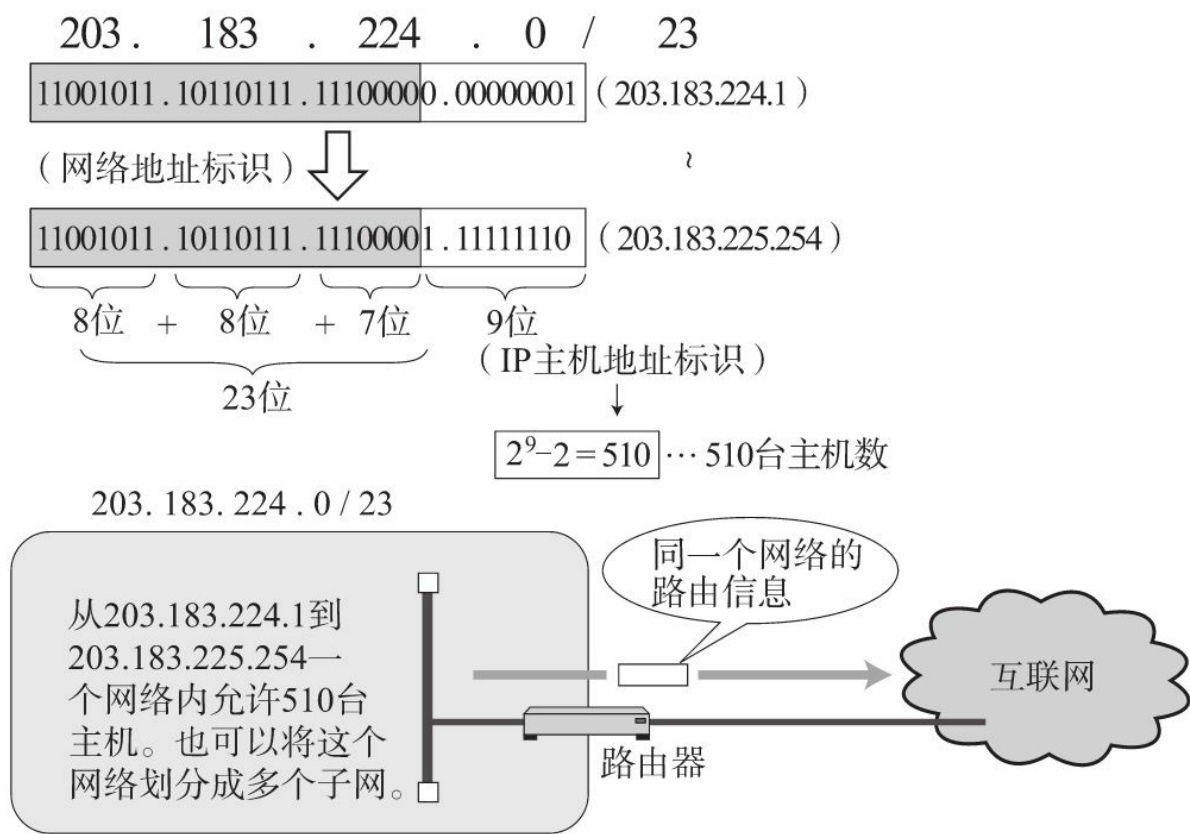 203. 183 . 224 . 0 / 23
11001011.10110111.11100000.00000001（203.183.224.1）
（网络地址标识）
~
11001011.10110111.11100001.11111110（203.183.225.254）
8位 + 8位 + 7位 9位
（IP主机地址标识）
23位
↓
2⁹–2=510…510台主机数
203. 183. 224 . 0 / 23
同一个网络的
路由信息
从203.183.224.1到
203.183.225.254一
个网络内允许510台
主机。也可以将这个
网络划分成多个子网。
互联网
路由器